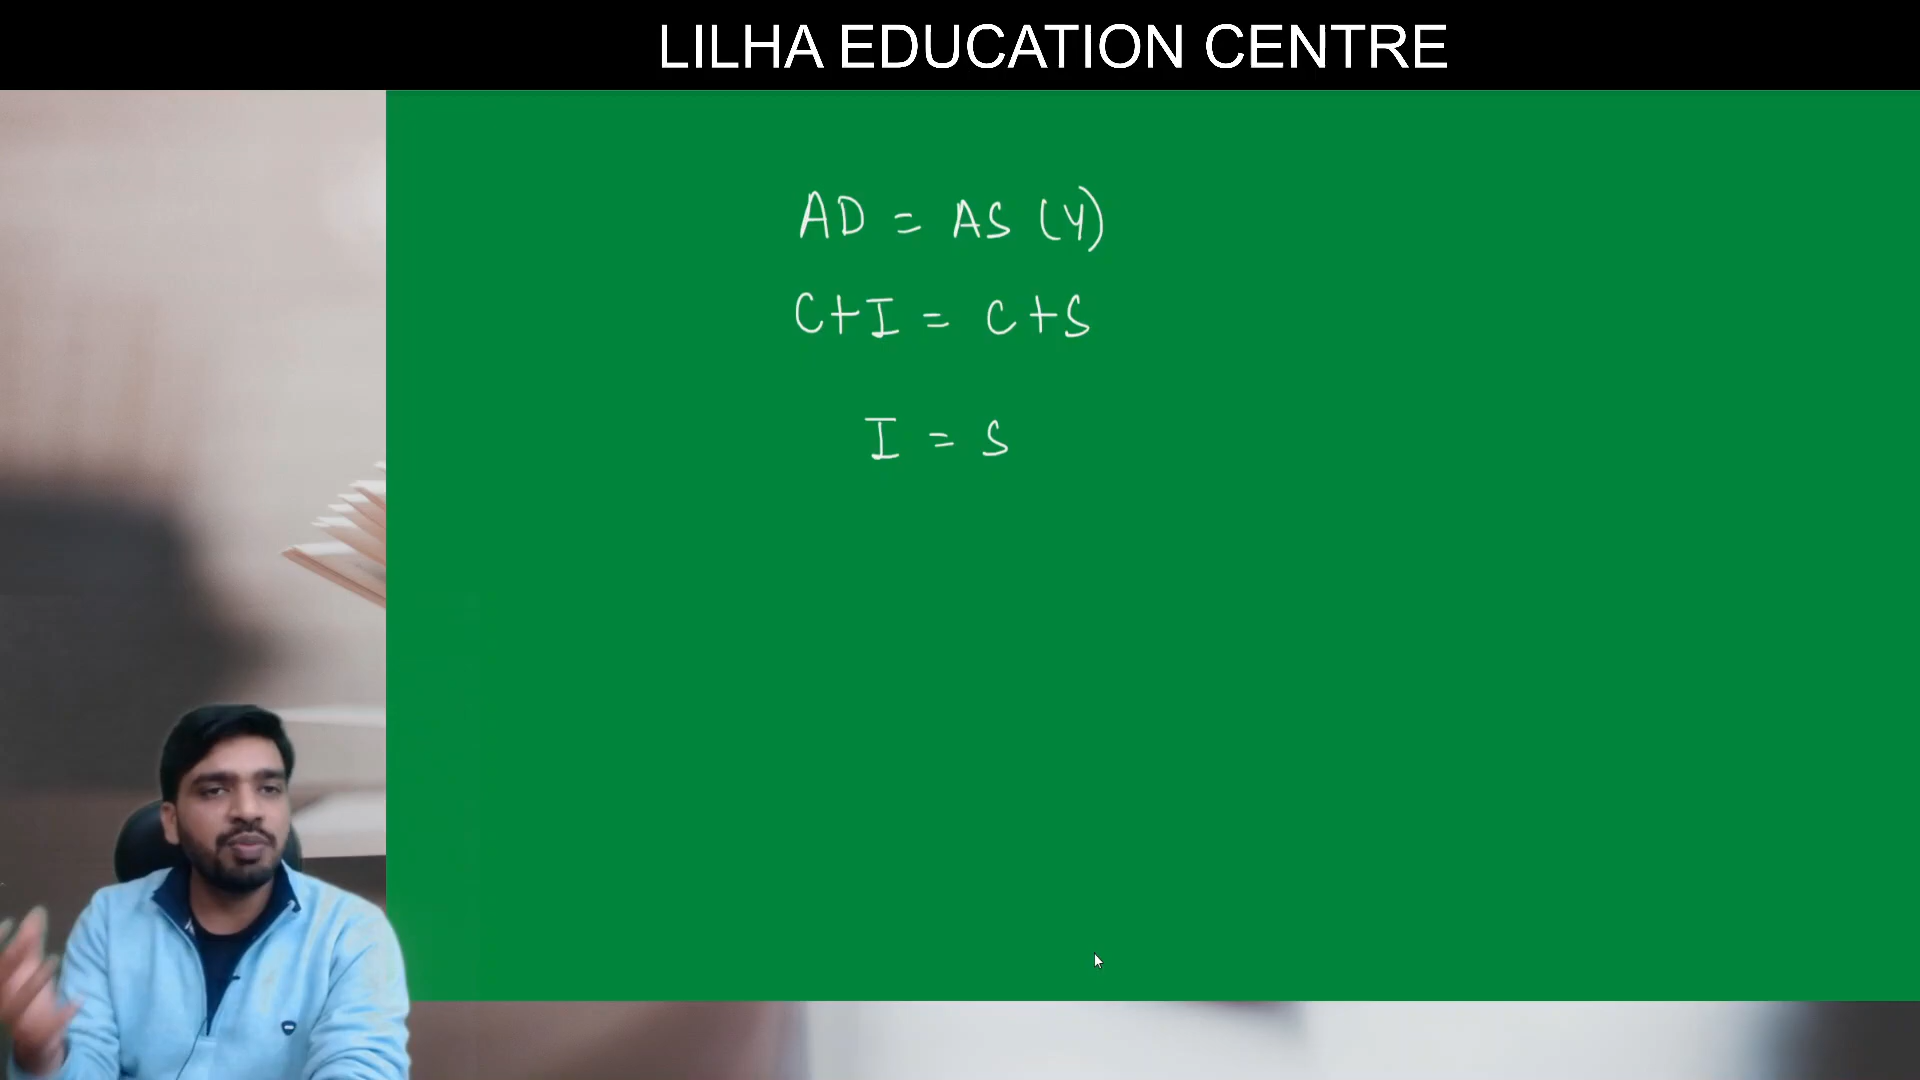 LILHA EDUCATION CENTRE
AD = AS (Y)
C+I = C+S
I = S